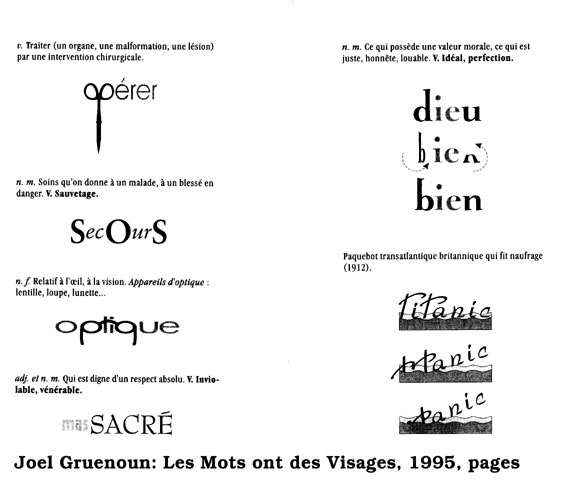 v. Traiter (un organe, une malformation, une lésion)
par une intervention chirurgicale.
opérer
n. m. Soins qu'on donne à un malade, à un blessé en
danger. V. Sauvetage.
SecOurS
n. f. Relatif à l'œil, à la vision. Appareils d'optique :
lentille, loupe, lunette...
optique
adj. et n. m. Qui est digne d'un respect absolu. V. Invio-
lable, vénérable.
masSACRÉ
n. m. Ce qui possède une valeur morale, ce qui est
juste, honnête, louable. V. Idéal, perfection.
dieu
bien
bien
Paquebot transatlantique britannique qui fit naufrage
(1912).
Titanic
panic
Joel Gruenoun: Les Mots ont des Visages, 1995, pages